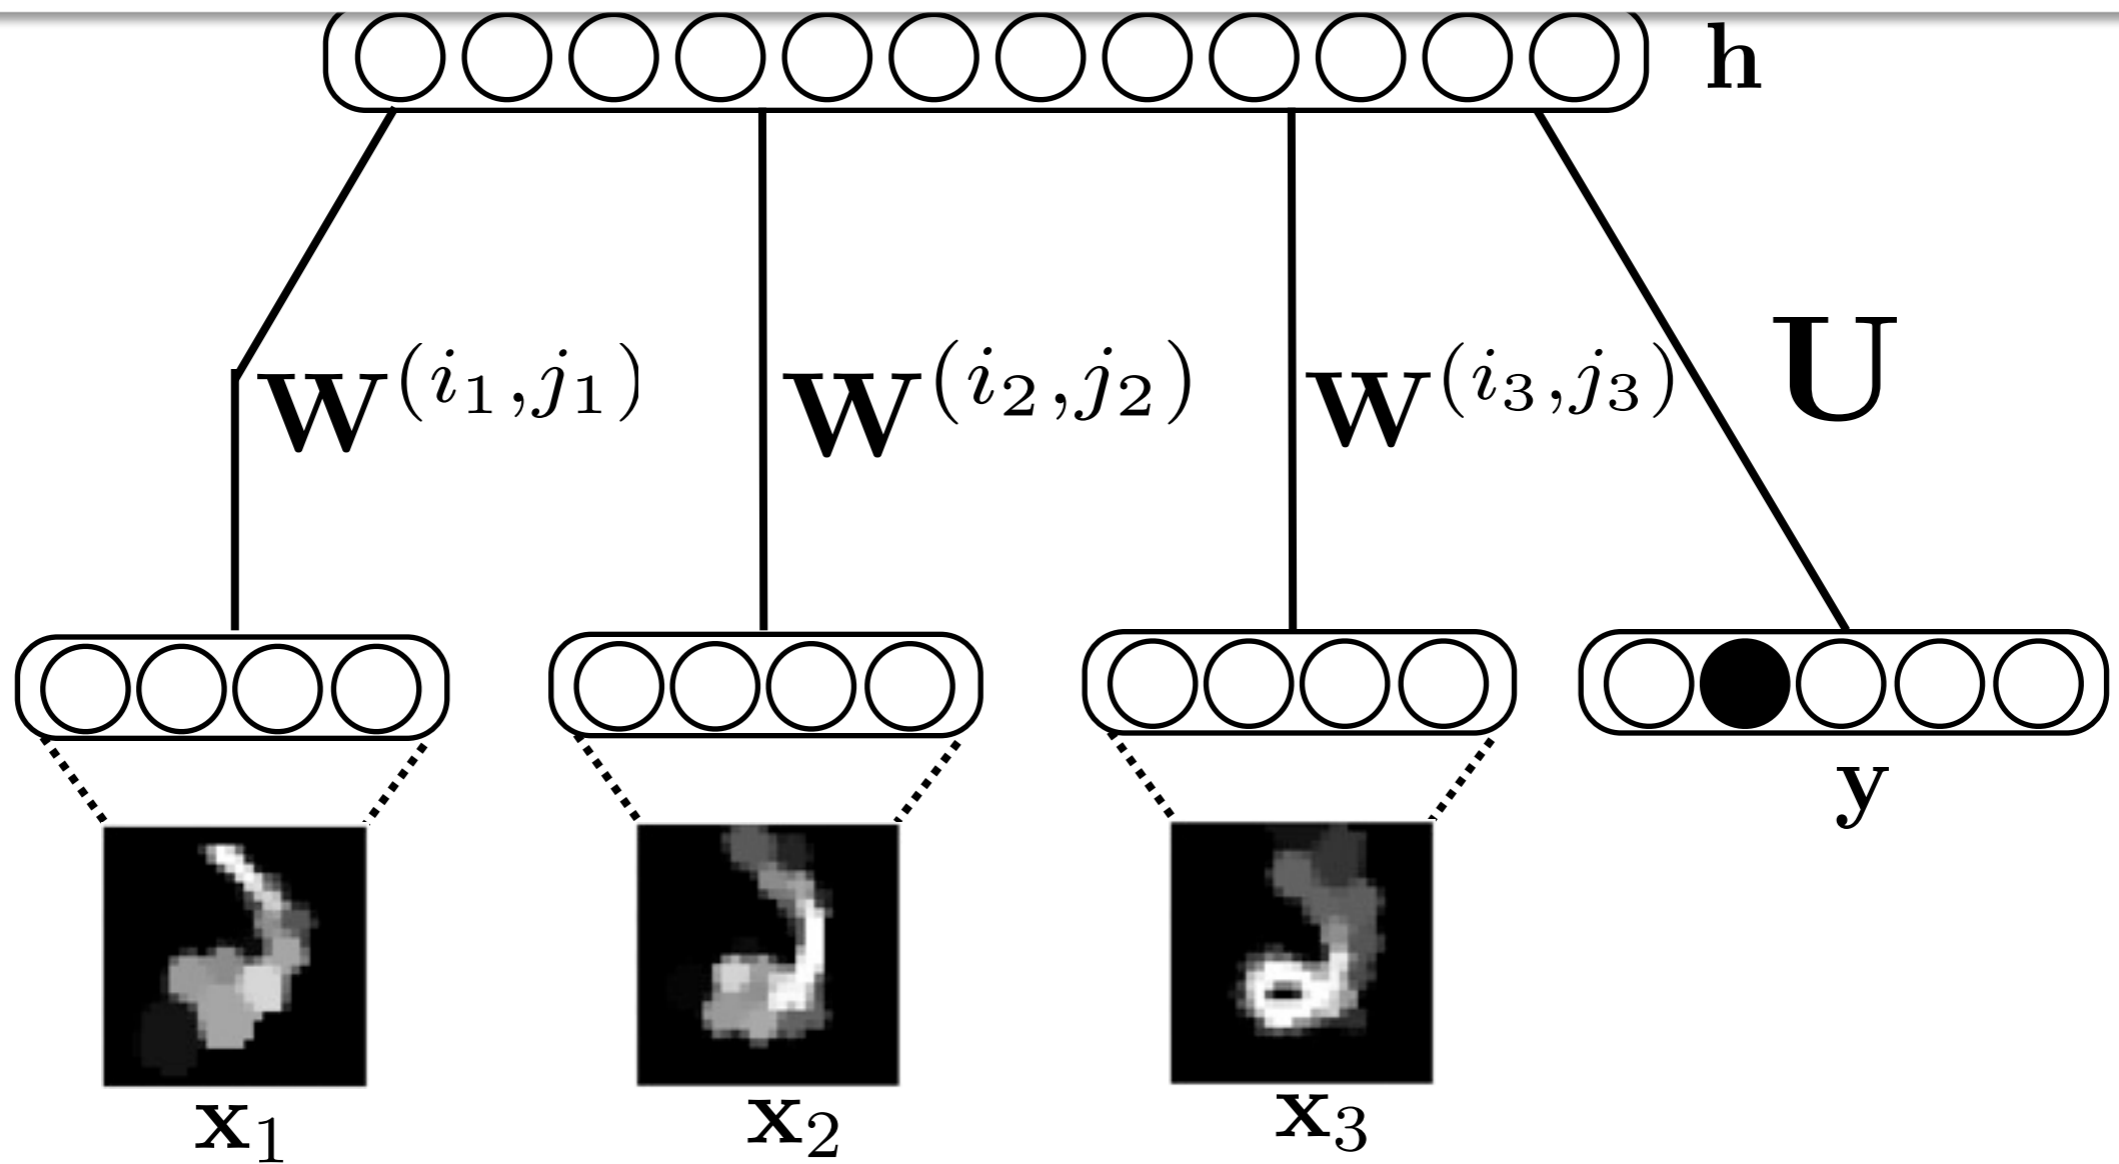 h
W^(i₁,j₁) W^(i₂,j₂) W^(i₃,j₃) U
y
x₁ x₂ x₃